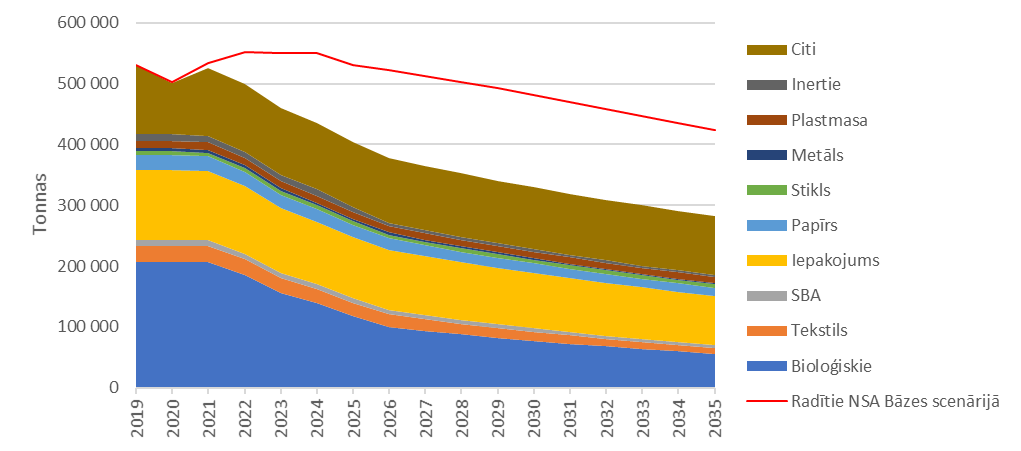 600 000
500 000
400 000
300 000
200 000
100 000
0
Tonnas
2019
2020
2021
2022
2023
2024
2025
2026
2027
2028
2029
2030
2031
2032
2033
2034
2035
Citi
Inertie
Plastmasa
Metāls
Stikls
Papīrs
Iepakojums
SBA
Tekstils
Bioloģiskie
Radītie NSA Bāzes scenārijā